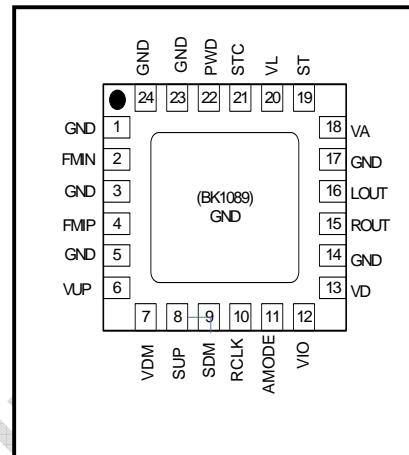 GND GND PWD STC VL ST
24 23 22 21 20 19
GND 1
18 VA
FMIN 2
17 GND
GND 3
(BK1089)
GND
16 LOUT
FMIP 4
15 ROUT
GND 5
14 GND
VUP 6
13 VD
7 8 9 10 11 12
VDM SUP SDM RCLK AMODE VIO